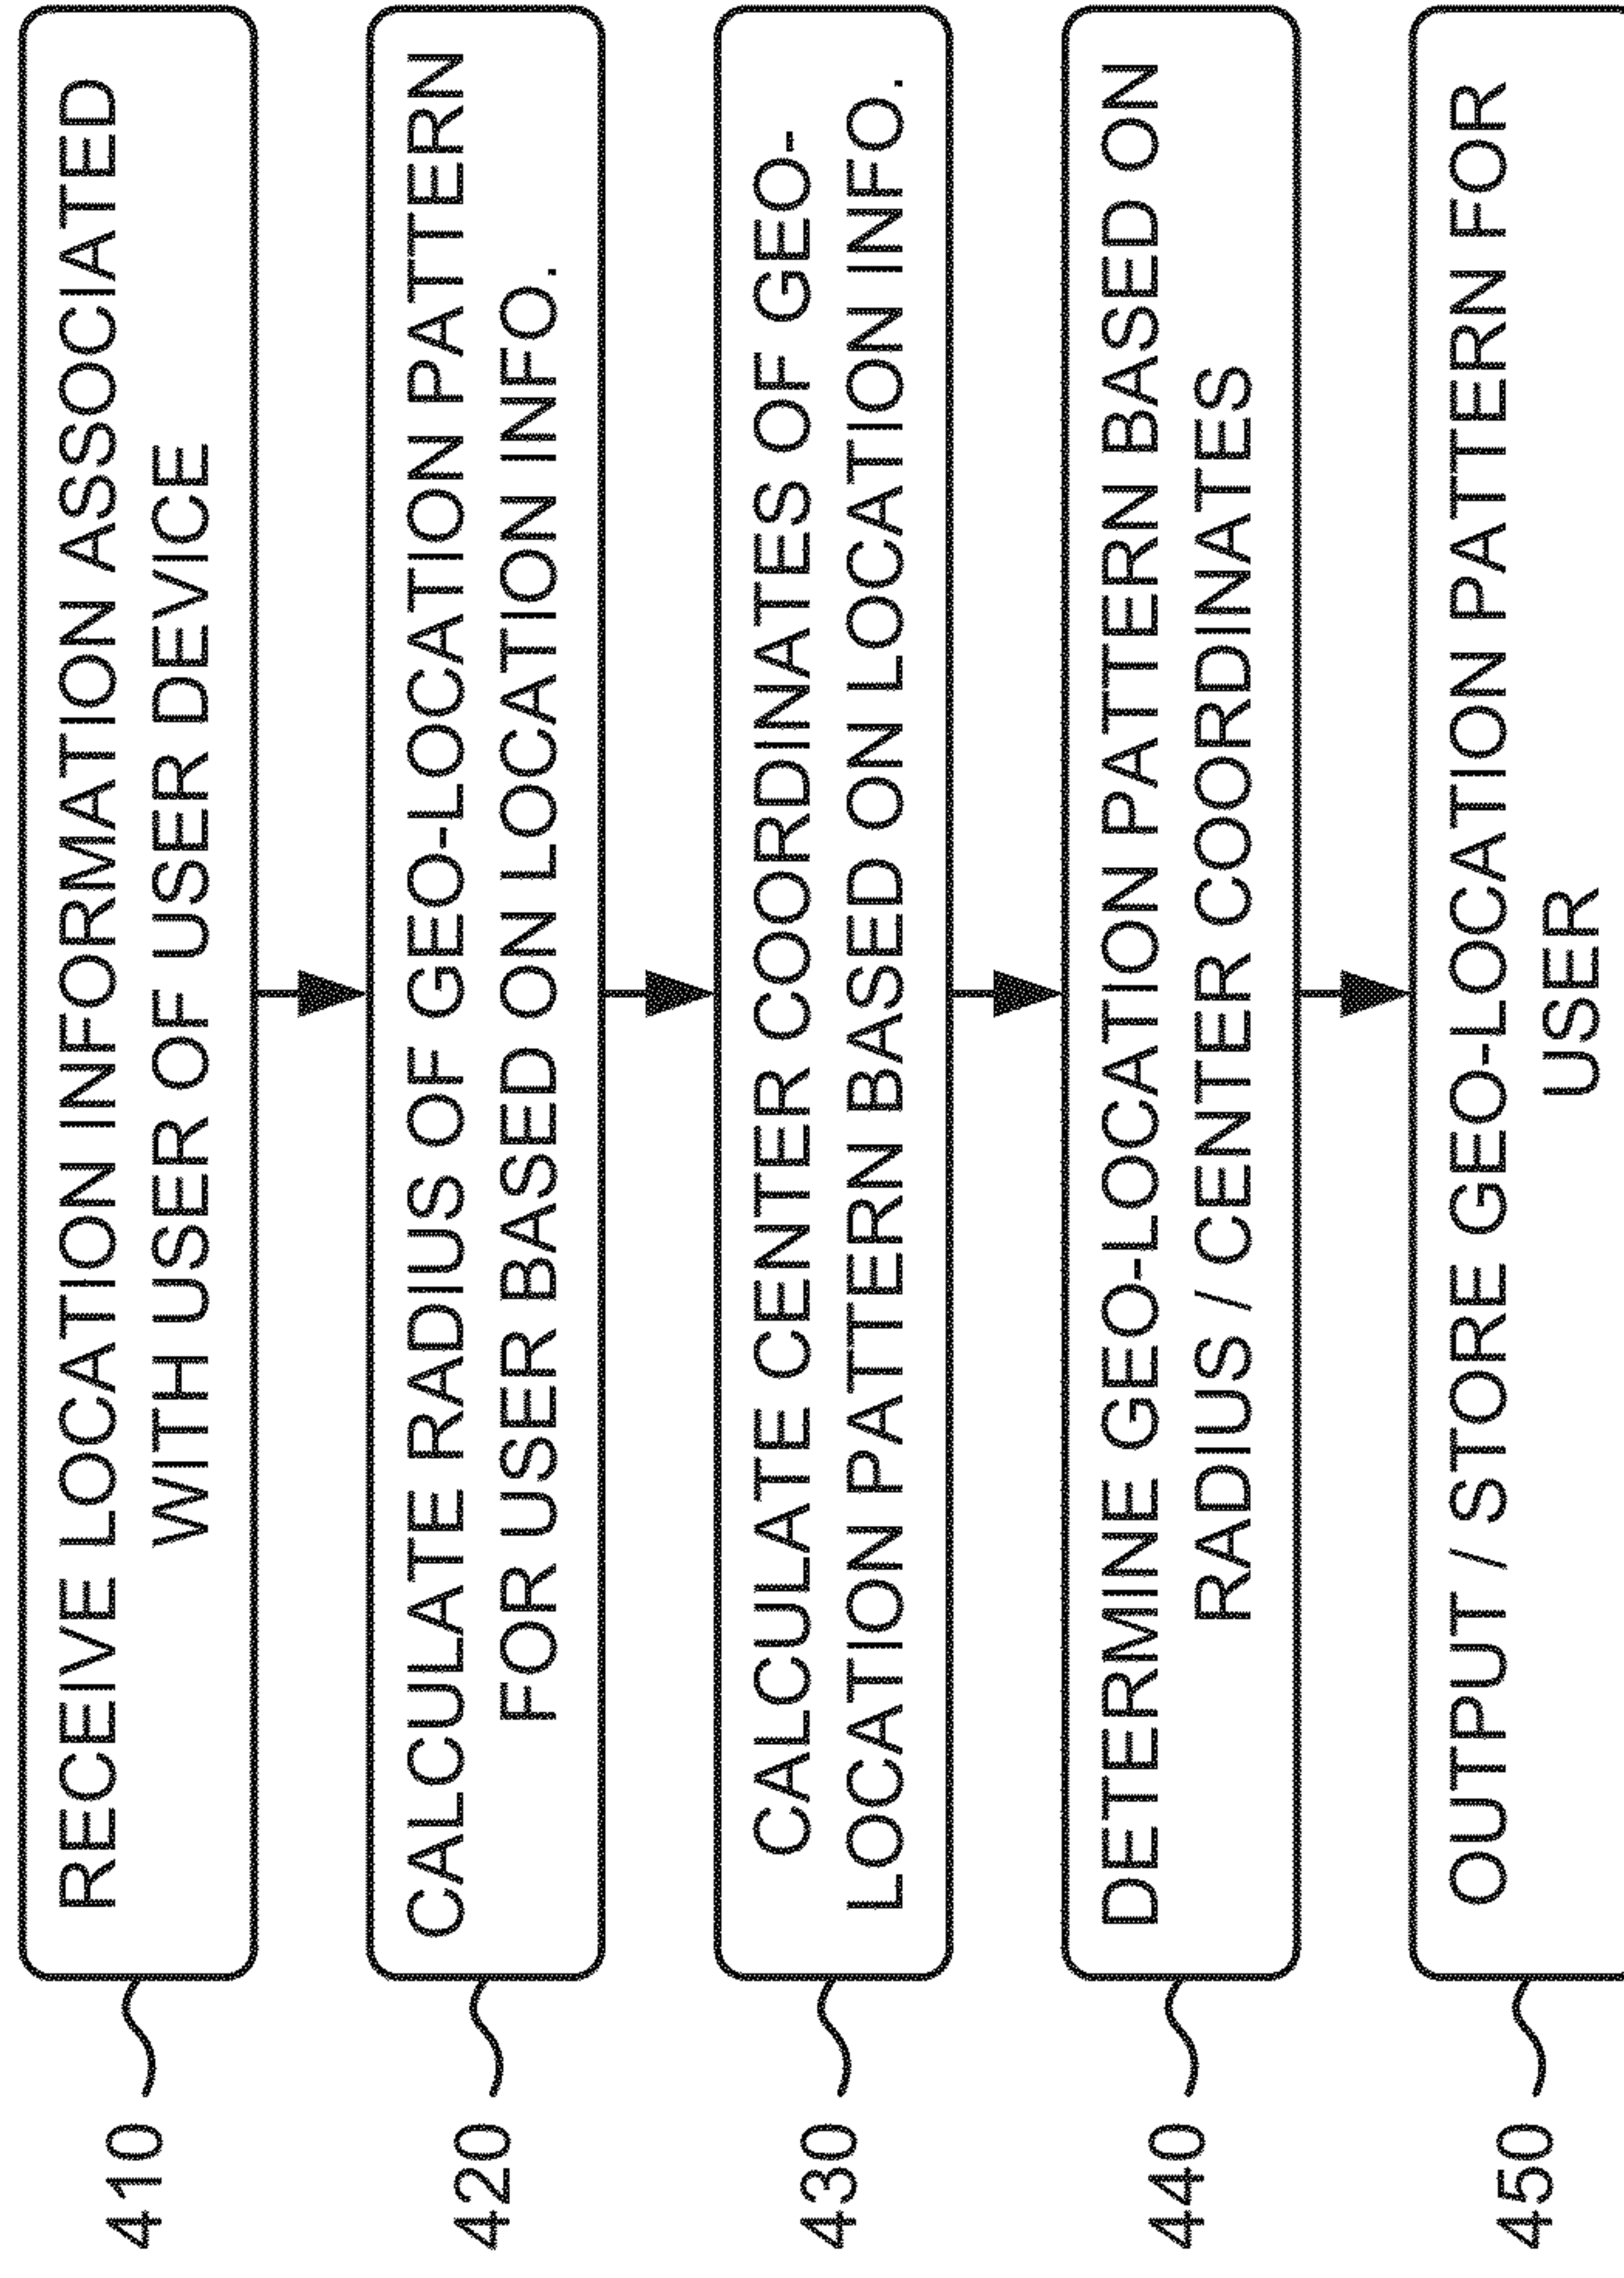 410
RECEIVE LOCATION INFORMATION ASSOCIATED
WITH USER OF USER DEVICE
420
CALCULATE RADIUS OF GEO-LOCATION PATTERN
FOR USER BASED ON LOCATION INFO.
430
CALCULATE CENTER COORDINATES OF GEO-
LOCATION PATTERN BASED ON LOCATION INFO.
440
DETERMINE GEO-LOCATION PATTERN BASED ON
RADIUS / CENTER COORDINATES
450
OUTPUT / STORE GEO-LOCATION PATTERN FOR
USER